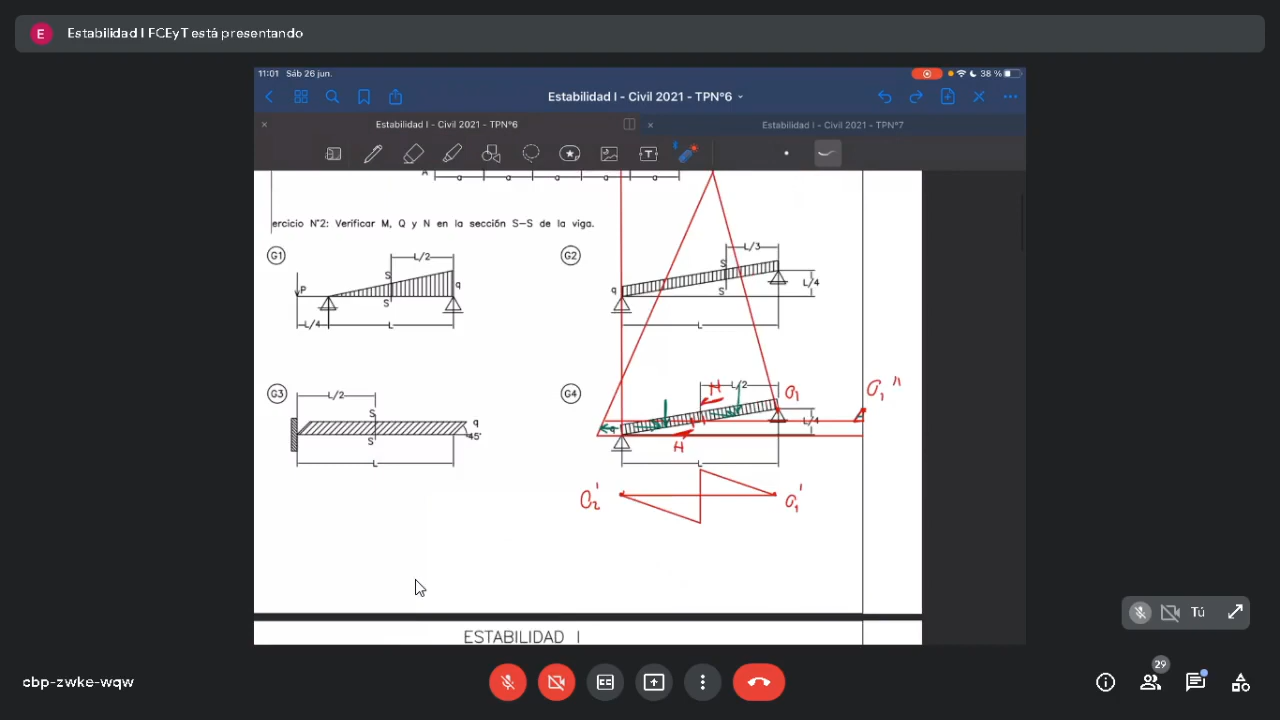 E Estabilidad I FCEyT está presentando
11:01 Sáb 26 jun. 38 %
Estabilidad I - Civil 2021 - TPN°6
Estabilidad I - Civil 2021 - TPN°6 Estabilidad I - Civil 2021 - TPN°7
A a a a a a
ercicio N°2: Verificar M, Q y N en la sección S-S de la viga.
G1 L/2 P S S q L/4 L
G2 L/3 S S q L/4 L
G3 L/2 S S q 45° L
G4 L/2 N O1 O1'' q L/4 N L
O2' O1'
ESTABILIDAD I
Tú
cbp-zwke-wqw
29